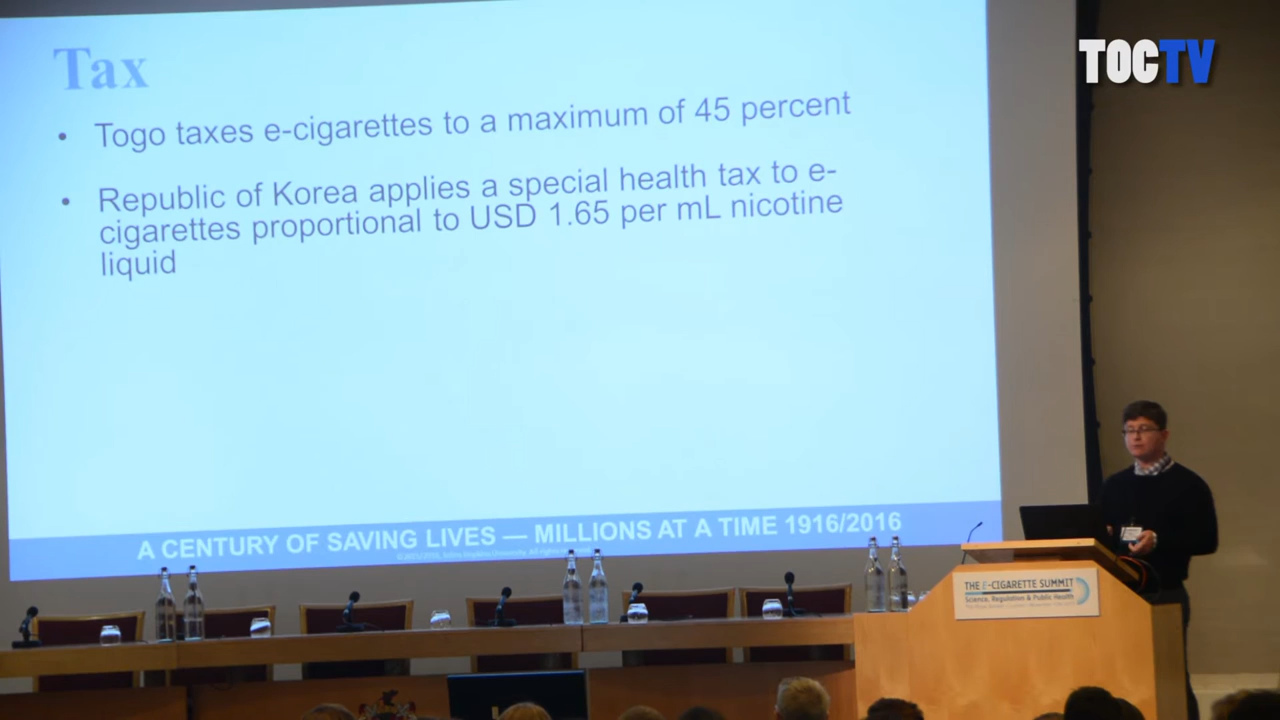 TOCTV
Tax
• Togo taxes e-cigarettes to a maximum of 45 percent
• Republic of Korea applies a special health tax to e-
cigarettes proportional to USD 1.65 per mL nicotine
liquid
A CENTURY OF SAVING LIVES — MILLIONS AT A TIME 1916/2016
THE E-CIGARETTE SUMMIT
Science, Regulation & Public Health